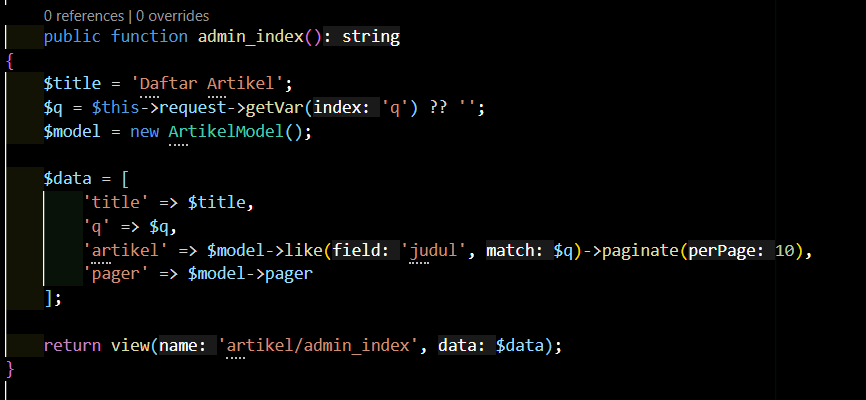 0 references | 0 overrides
public function admin_index(): string
{
$title = 'Daftar Artikel';
$q = $this->request->getVar(index: 'q') ?? '';
$model = new ArtikelModel();
$data = [
'title' => $title,
'q' => $q,
'artikel' => $model->like(field: 'judul', match: $q)->paginate(perPage: 10),
'pager' => $model->pager
];
return view(name: 'artikel/admin_index', data: $data);
}